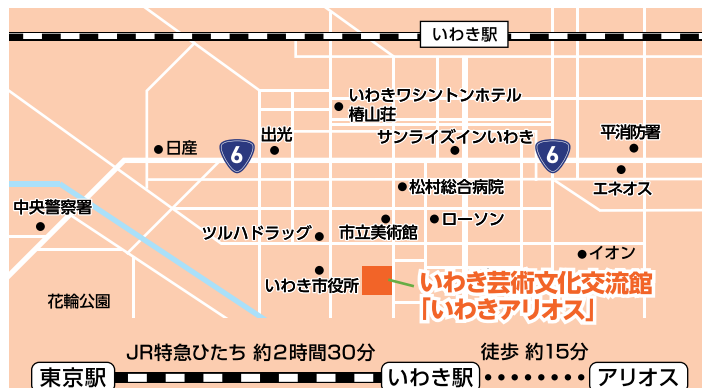 いわき駅
いわきワシントンホテル
椿山荘
出光
サンライズインいわき
平消防署
日産
6
6
エネオス
松村総合病院
中央警察署
ツルハドラッグ
市立美術館
ローソン
イオン
いわき市役所
いわき芸術文化交流館
「いわきアリオス」
花輪公園
JR特急ひたち 約2時間30分
徒歩 約15分
東京駅
いわき駅
アリオス